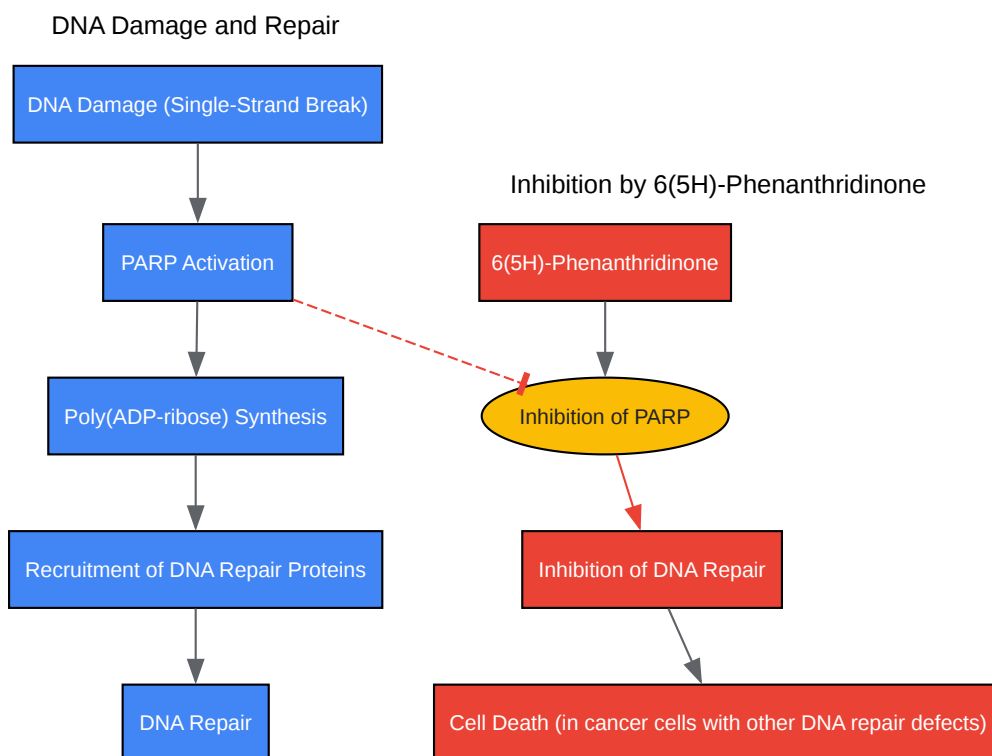 DNA Damage and Repair
DNA Damage (Single-Strand Break)
PARP Activation
Poly(ADP-ribose) Synthesis
Recruitment of DNA Repair Proteins
DNA Repair
Inhibition by 6(5H)-Phenanthridinone
6(5H)-Phenanthridinone
Inhibition of PARP
Inhibition of DNA Repair
Cell Death (in cancer cells with other DNA repair defects)